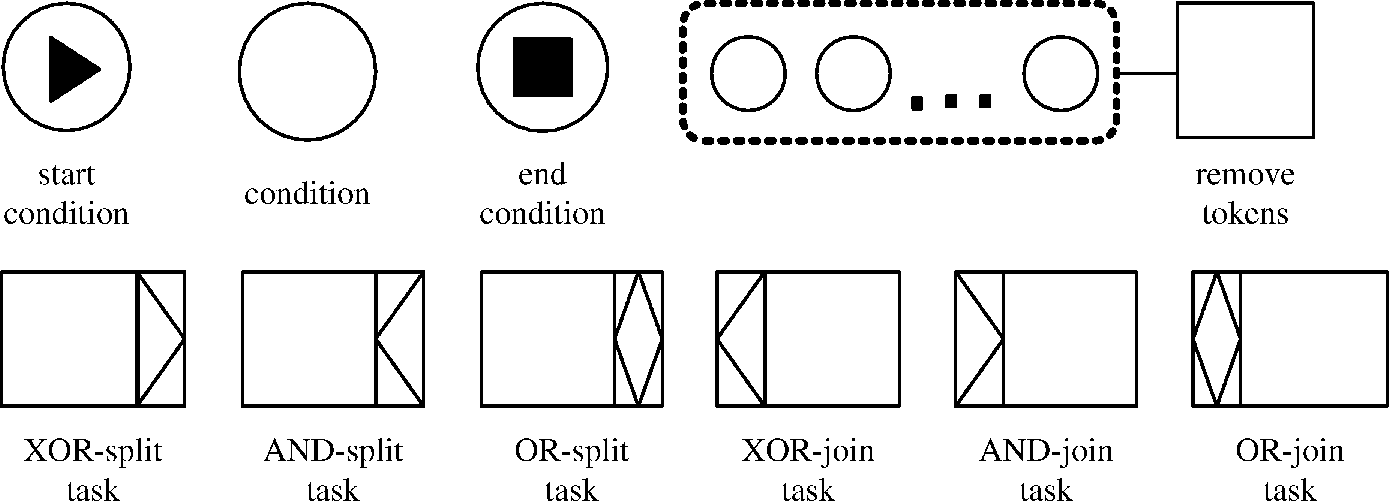 start
condition
condition
end
condition
remove
tokens
XOR-split
task
AND-split
task
OR-split
task
XOR-join
task
AND-join
task
OR-join
task